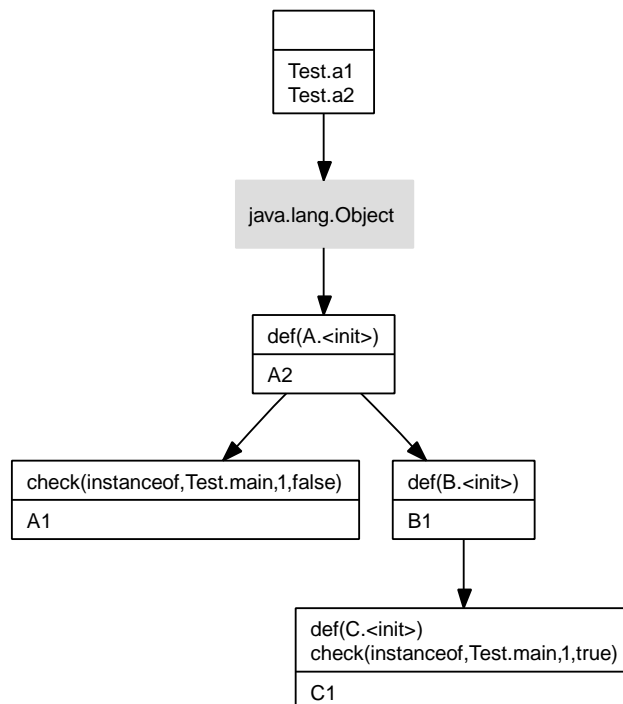 Test.a1
Test.a2
java.lang.Object
def(A.<init>)
A2
check(instanceof,Test.main,1,false)
A1
def(B.<init>)
B1
def(C.<init>)
check(instanceof,Test.main,1,true)
C1